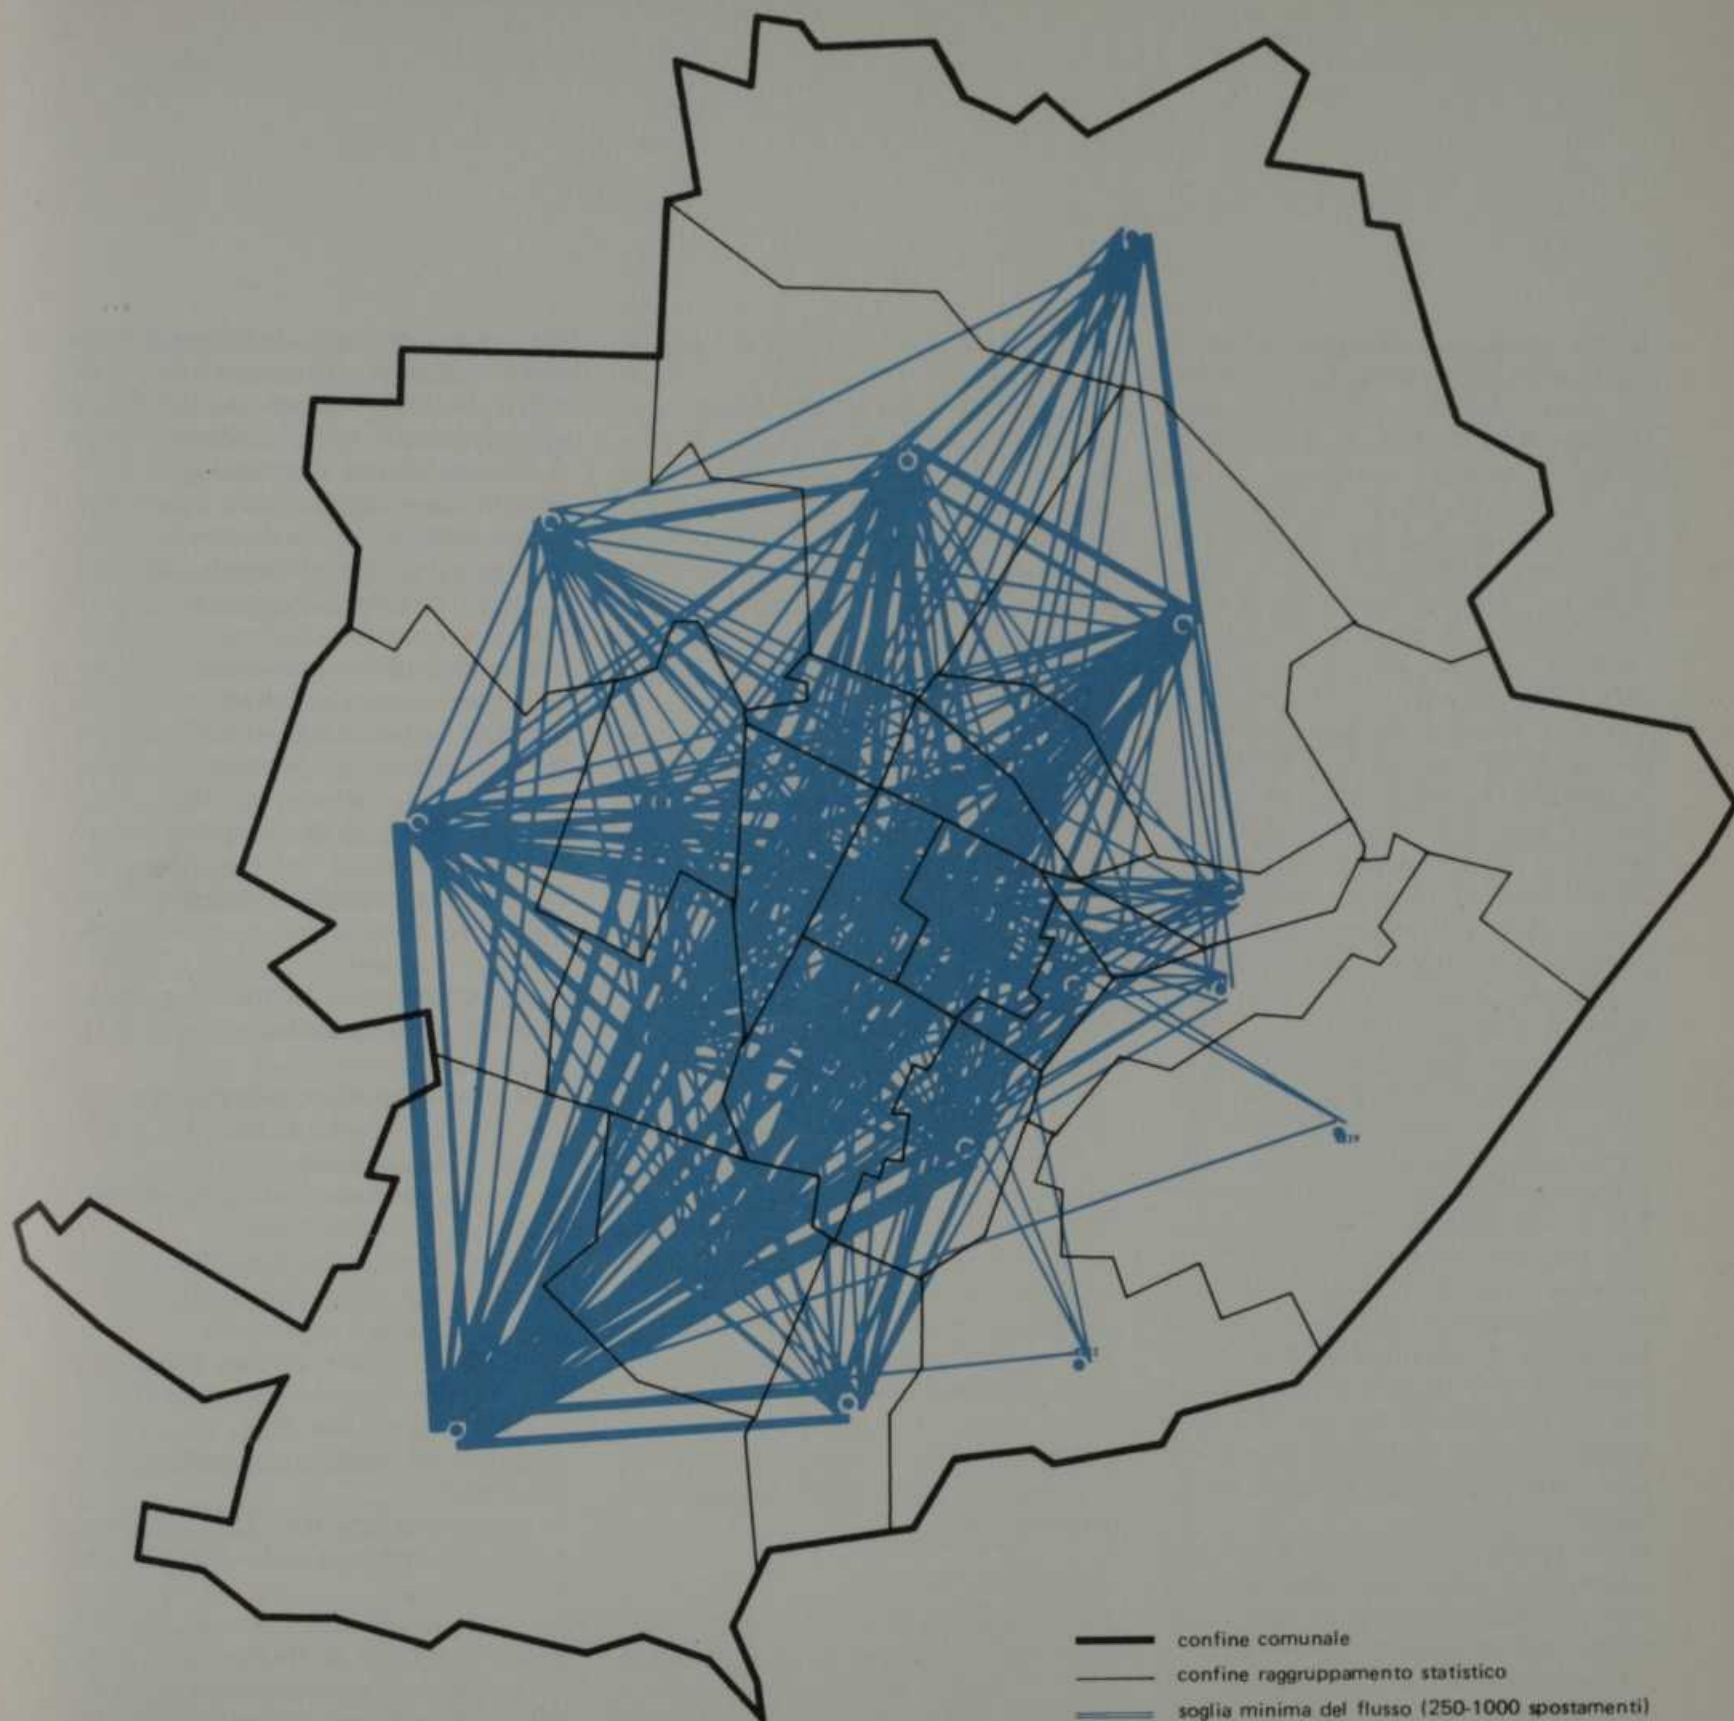 confine comunale
confine raggruppamento statistico
soglia minima del flusso (250-1000 spostamenti)